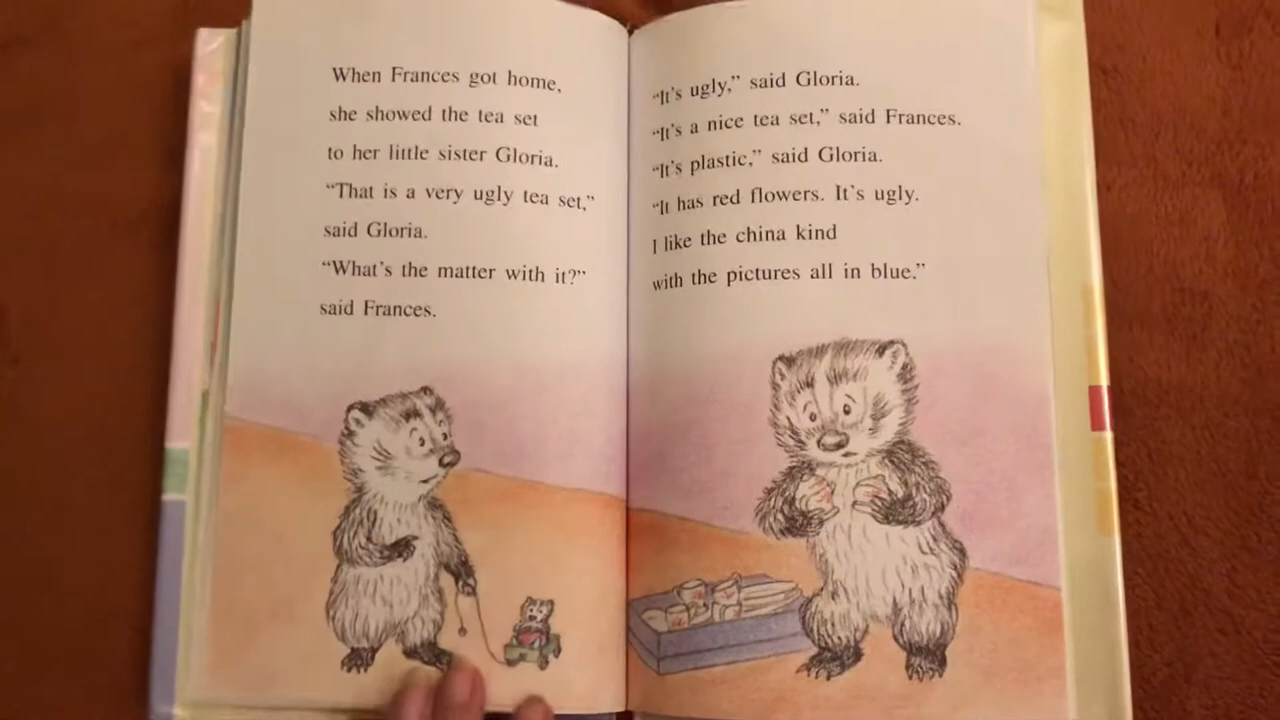 When Frances got home,
she showed the tea set
to her little sister Gloria.
“That is a very ugly tea set,”
said Gloria.
“What’s the matter with it?”
said Frances.
“It’s ugly,” said Gloria.
“It’s a nice tea set,” said Frances.
“It’s plastic,” said Gloria.
“It has red flowers. It’s ugly.
I like the china kind
with the pictures all in blue.”